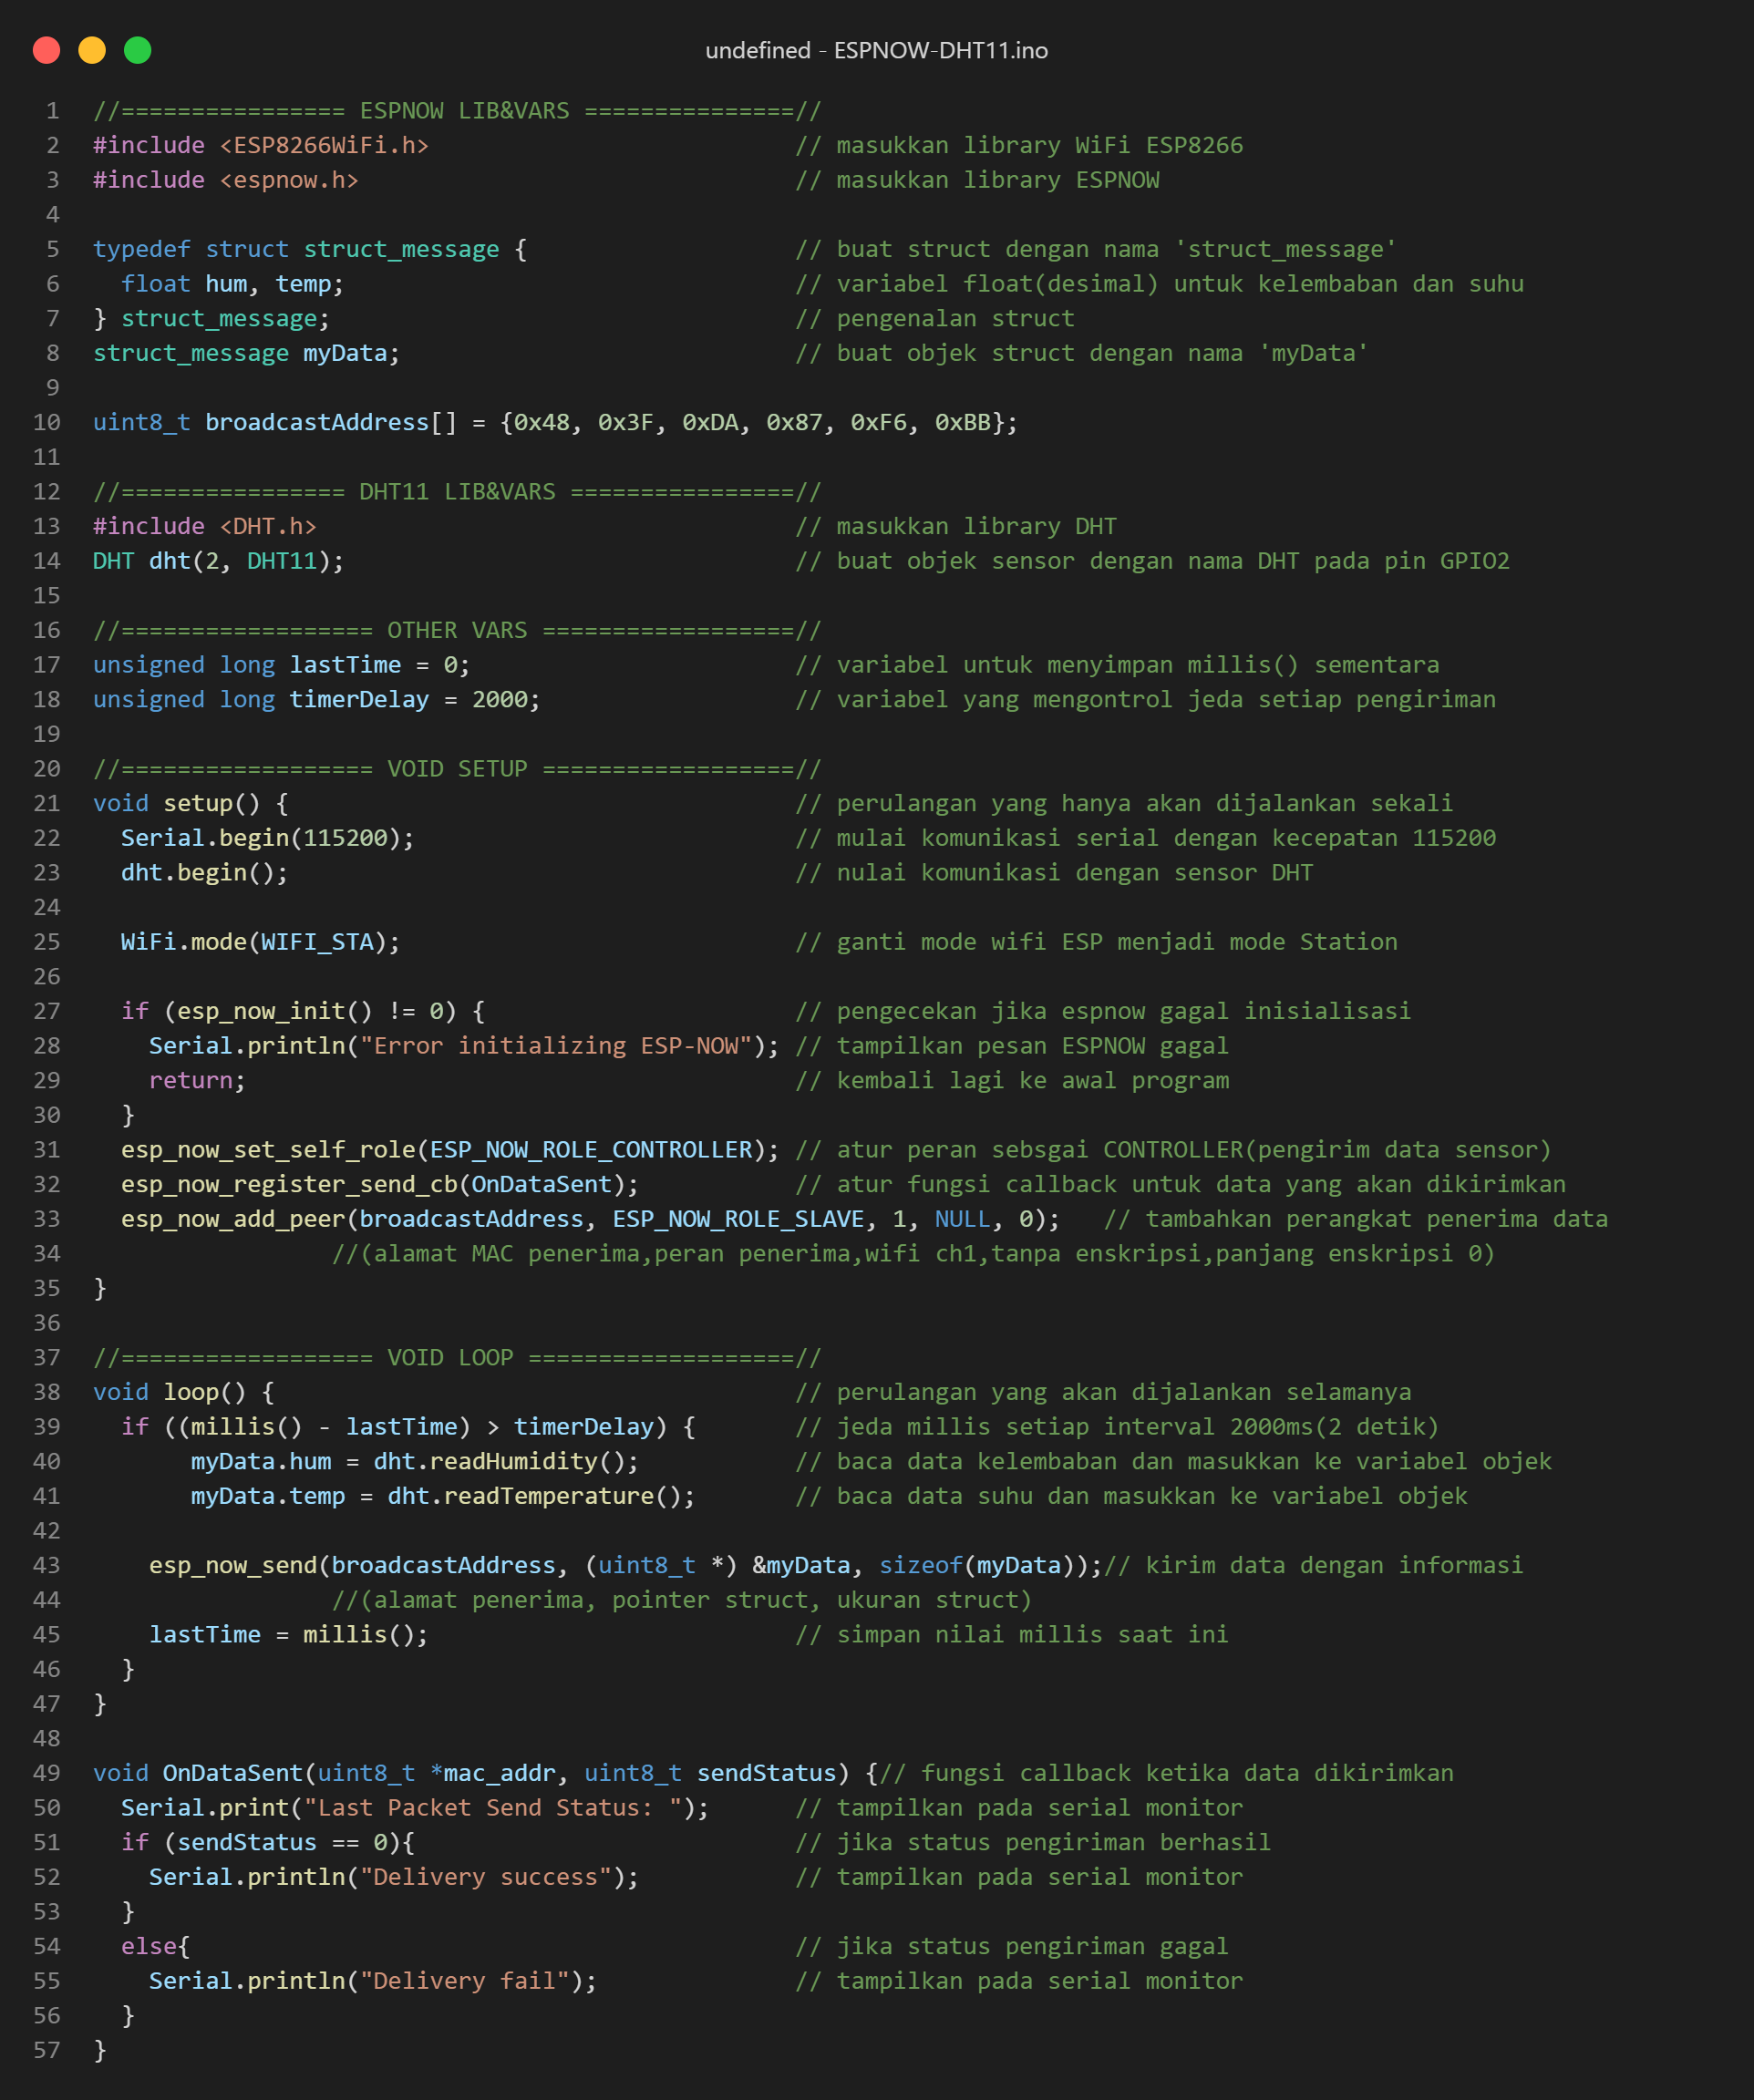 undefined - ESPNOW-DHT11.ino
1 //================ ESPNOW LIB&VARS ===============//
2 #include <ESP8266WiFi.h> // masukkan library WiFi ESP8266
3 #include <espnow.h> // masukkan library ESPNOW
4
5 typedef struct struct_message { // buat struct dengan nama 'struct_message'
6 float hum, temp; // variabel float(desimal) untuk kelembaban dan suhu
7 } struct_message; // pengenalan struct
8 struct_message myData; // buat objek struct dengan nama 'myData'
9
10 uint8_t broadcastAddress[] = {0x48, 0x3F, 0xDA, 0x87, 0xF6, 0xBB};
11
12 //================ DHT11 LIB&VARS ================//
13 #include <DHT.h> // masukkan library DHT
14 DHT dht(2, DHT11); // buat objek sensor dengan nama DHT pada pin GPIO2
15
16 //================== OTHER VARS ==================//
17 unsigned long lastTime = 0; // variabel untuk menyimpan millis() sementara
18 unsigned long timerDelay = 2000; // variabel yang mengontrol jeda setiap pengiriman
19
20 //================== VOID SETUP ==================//
21 void setup() { // perulangan yang hanya akan dijalankan sekali
22 Serial.begin(115200); // mulai komunikasi serial dengan kecepatan 115200
23 dht.begin(); // nulai komunikasi dengan sensor DHT
24
25 WiFi.mode(WIFI_STA); // ganti mode wifi ESP menjadi mode Station
26
27 if (esp_now_init() != 0) { // pengecekan jika espnow gagal inisialisasi
28 Serial.println("Error initializing ESP-NOW"); // tampilkan pesan ESPNOW gagal
29 return; // kembali lagi ke awal program
30 }
31 esp_now_set_self_role(ESP_NOW_ROLE_CONTROLLER); // atur peran sebsgai CONTROLLER(pengirim data sensor)
32 esp_now_register_send_cb(OnDataSent); // atur fungsi callback untuk data yang akan dikirimkan
33 esp_now_add_peer(broadcastAddress, ESP_NOW_ROLE_SLAVE, 1, NULL, 0); // tambahkan perangkat penerima data
34 //(alamat MAC penerima,peran penerima,wifi ch1,tanpa enskripsi,panjang enskripsi 0)
35 }
36
37 //================== VOID LOOP ===================//
38 void loop() { // perulangan yang akan dijalankan selamanya
39 if ((millis() - lastTime) > timerDelay) { // jeda millis setiap interval 2000ms(2 detik)
40 myData.hum = dht.readHumidity(); // baca data kelembaban dan masukkan ke variabel objek
41 myData.temp = dht.readTemperature(); // baca data suhu dan masukkan ke variabel objek
42
43 esp_now_send(broadcastAddress, (uint8_t *) &myData, sizeof(myData));// kirim data dengan informasi
44 //(alamat penerima, pointer struct, ukuran struct)
45 lastTime = millis(); // simpan nilai millis saat ini
46 }
47 }
48
49 void OnDataSent(uint8_t *mac_addr, uint8_t sendStatus) {// fungsi callback ketika data dikirimkan
50 Serial.print("Last Packet Send Status: "); // tampilkan pada serial monitor
51 if (sendStatus == 0){ // jika status pengiriman berhasil
52 Serial.println("Delivery success"); // tampilkan pada serial monitor
53 }
54 else{ // jika status pengiriman gagal
55 Serial.println("Delivery fail"); // tampilkan pada serial monitor
56 }
57 }